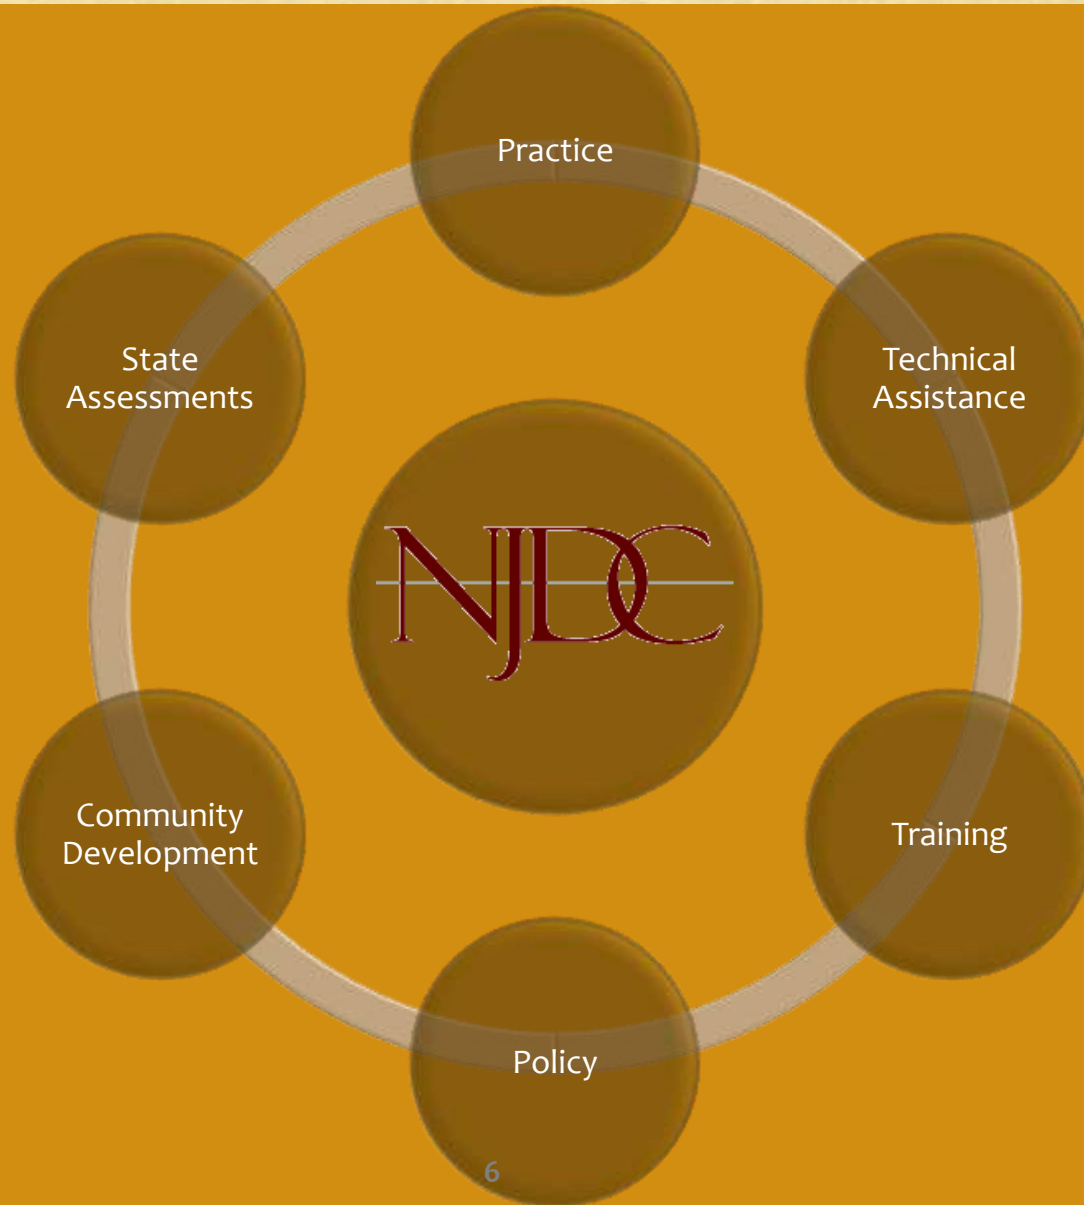 Practice
Technical
Assistance
Training
Policy
Community
Development
State
Assessments
NJDC
6